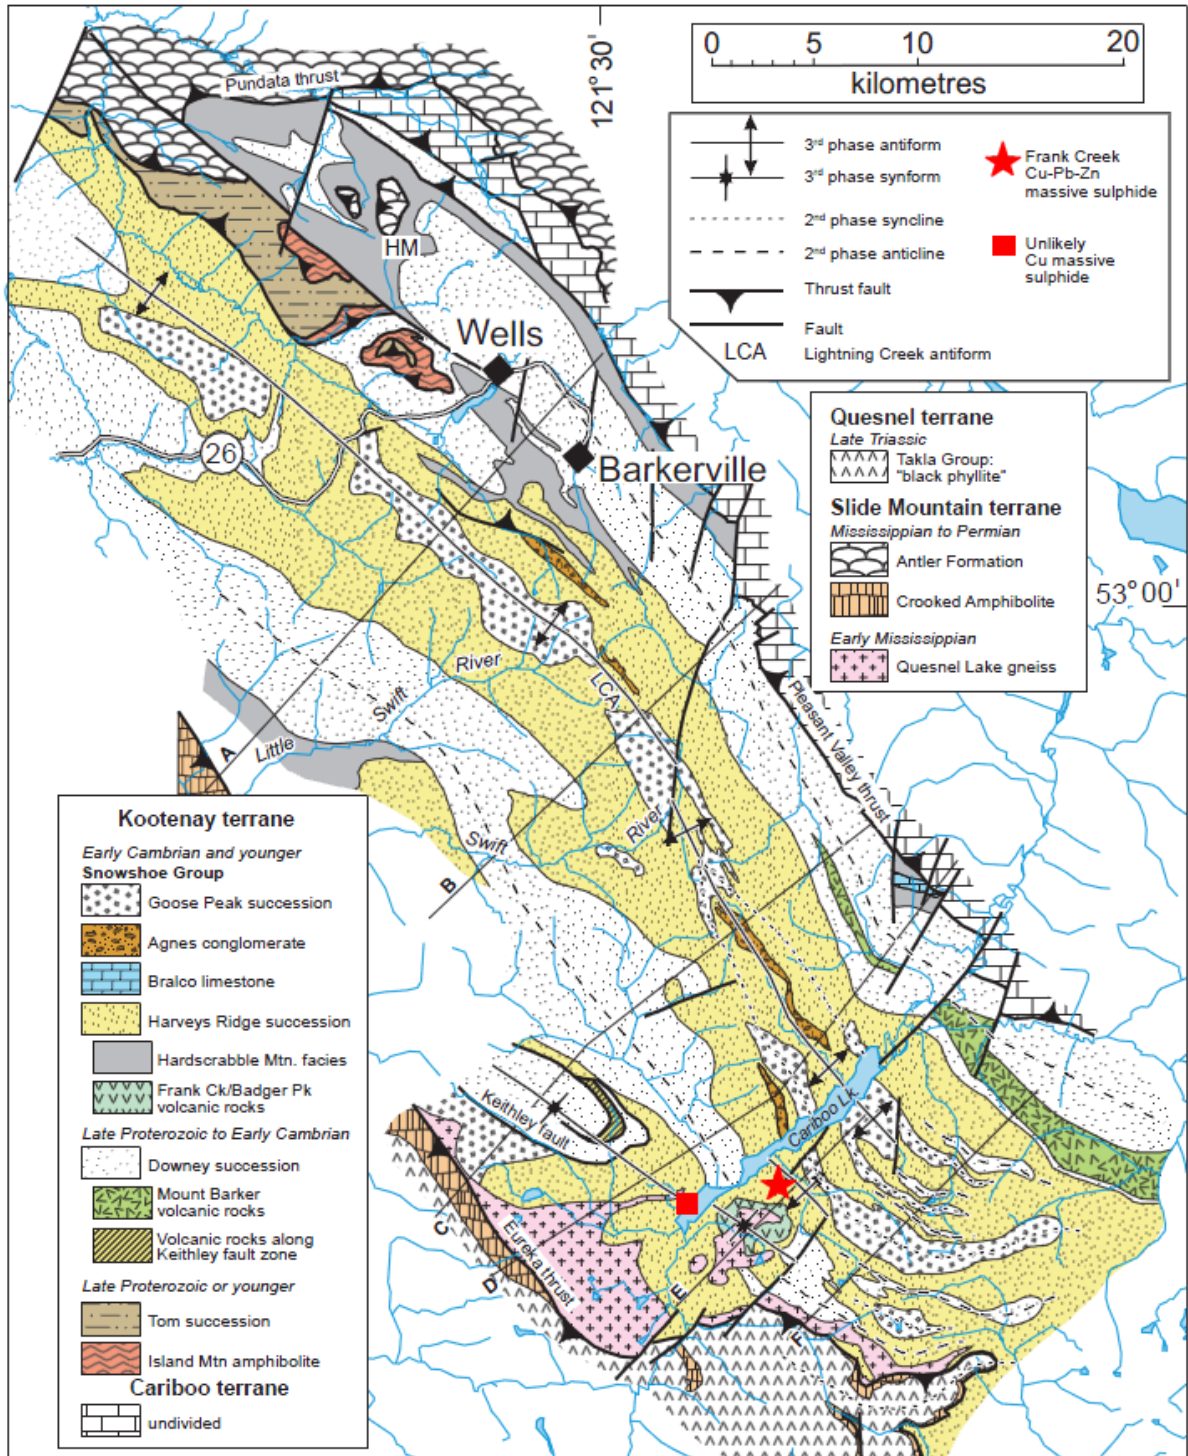 121° 30'
0 5 10 20
kilometres
3rd phase antiform
3rd phase synform
2nd phase syncline
2nd phase anticline
Thrust fault
Fault
LCA Lightning Creek antiform
Frank Creek
Cu-Pb-Zn
massive sulphide
Unlikely
Cu massive
sulphide
Quesnel terrane
Late Triassic
Takla Group:
"black phyllite"
Slide Mountain terrane
Mississippian to Permian
Antler Formation
Crooked Amphibolite
Early Mississippian
Quesnel Lake gneiss
53° 00'
Pundata thrust
HM
Wells
Barkerville
26
River
Swift
Little
LCA
A
Pleasant Valley thrust
River
Swift
B
Keithley fault
Cariboo Lk.
C
D
Eureka thrust
E
F
Kootenay terrane
Early Cambrian and younger
Snowshoe Group
Goose Peak succession
Agnes conglomerate
Bralco limestone
Harveys Ridge succession
Hardscrabble Mtn. facies
Frank Ck/Badger Pk
volcanic rocks
Late Proterozoic to Early Cambrian
Downey succession
Mount Barker
volcanic rocks
Volcanic rocks along
Keithley fault zone
Late Proterozoic or younger
Tom succession
Island Mtn amphibolite
Cariboo terrane
undivided